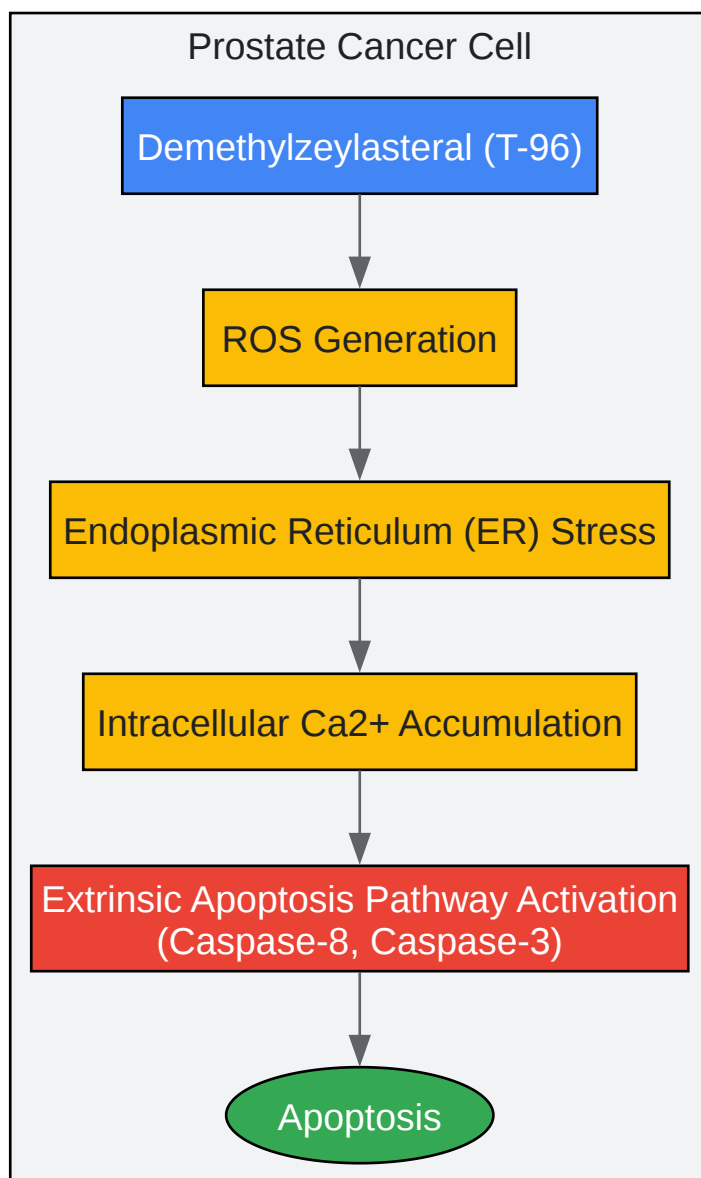 Prostate Cancer Cell
Demethylzeylasteral (T-96)
ROS Generation
Endoplasmic Reticulum (ER) Stress
Intracellular Ca2+ Accumulation
Extrinsic Apoptosis Pathway Activation
(Caspase-8, Caspase-3)
Apoptosis